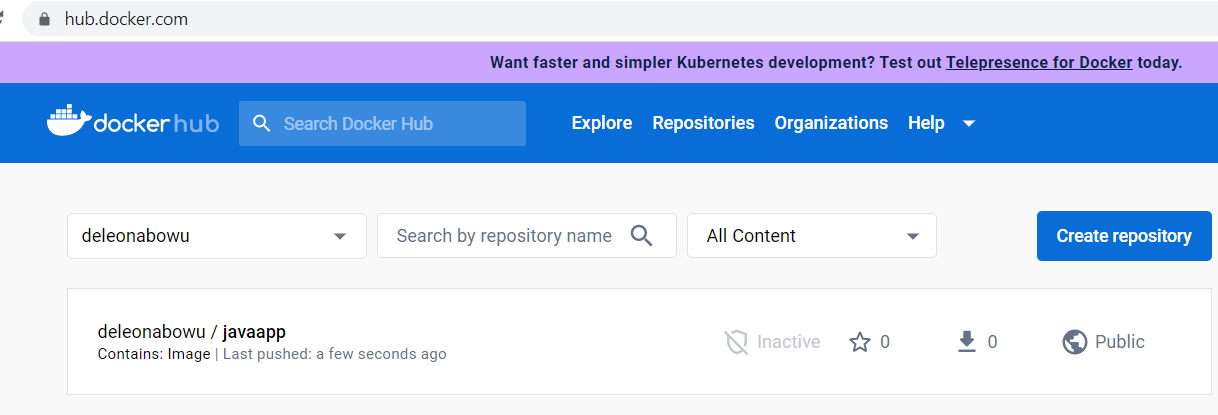 hub.docker.com
Want faster and simpler Kubernetes development? Test out Telepresence for Docker today.
docker hub
Search Docker Hub
Explore
Repositories
Organizations
Help
deleonabowu
Search by repository name
All Content
Create repository
deleonabowu / javaapp
Contains: Image | Last pushed: a few seconds ago
Inactive
0
0
Public